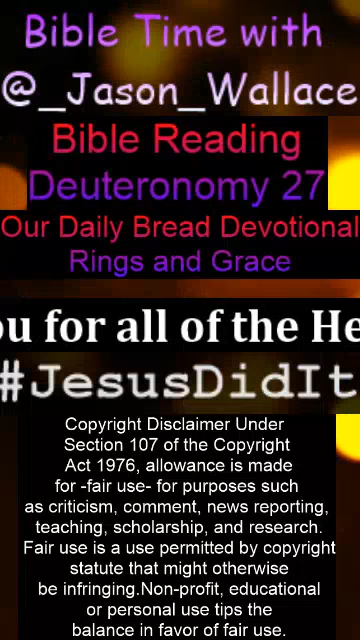 Bible Time with
@_Jason_Wallace
Bible Reading
Deuteronomy 27
Our Daily Bread Devotional
Rings and Grace
for all of the
#JesusDidIt
Copyright Disclaimer Under
Section 107 of the Copyright
Act 1976, allowance is made
for -fair use- for purposes such
as criticism, comment, news reporting,
teaching, scholarship, and research.
Fair use is a use permitted by copyright
statute that might otherwise
be infringing.Non-profit, educational
or personal use tips the
balance in favor of fair use.